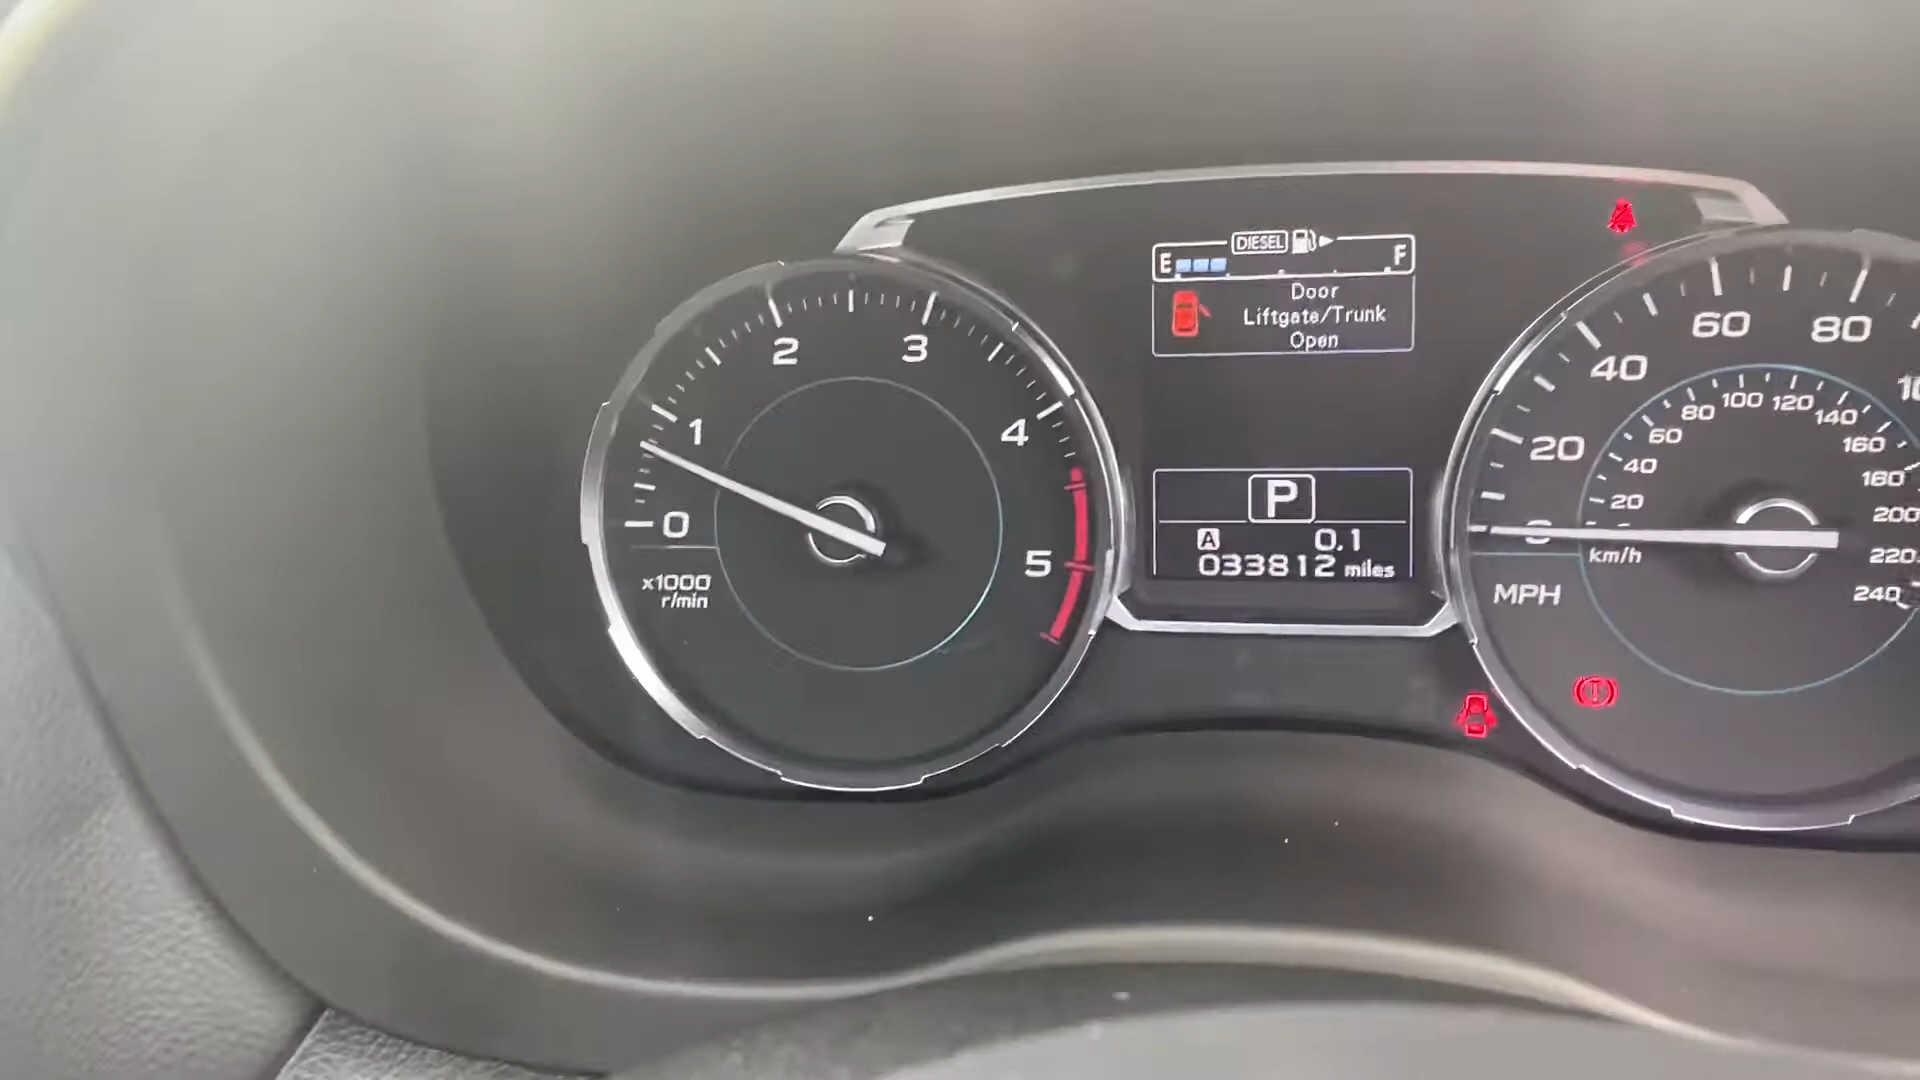 DIESEL
E F
Door
Liftgate/Trunk
Open
0
1
2
3
4
5
x1000
r/min
P
A 0.1
033812 miles
0
20
40
60
80
20
40
60
80
100
120
140
160
180
200
220
240
km/h
MPH